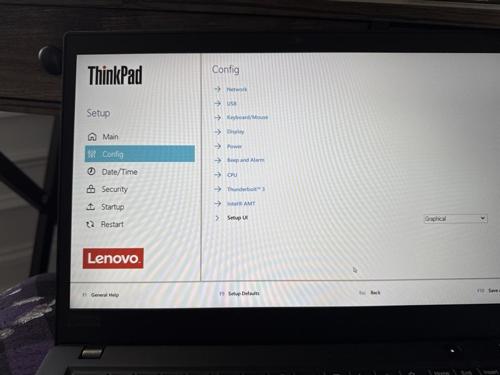 ThinkPad
Setup
Main
Config
Date/Time
Security
Startup
Restart
Lenovo.
Config
Network
USB
Keyboard/Mouse
Display
Power
Beep and Alarm
CPU
Thunderbolt™ 3
Intel® AMT
Setup UI
Graphical
F1 General Help
F9 Setup Defaults
Esc Back
F10 Save